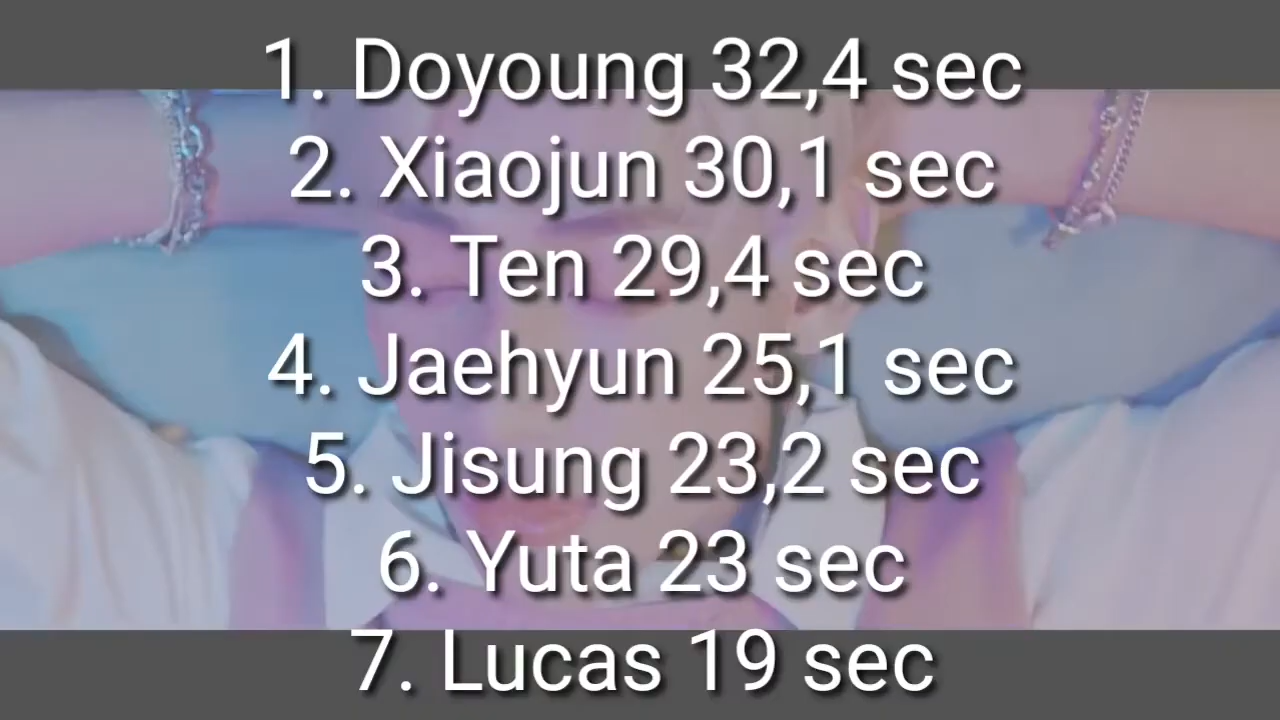 1. Doyoung 32,4 sec
2. Xiaojun 30,1 sec
3. Ten 29,4 sec
4. Jaehyun 25,1 sec
5. Jisung 23,2 sec
6. Yuta 23 sec
7. Lucas 19 sec